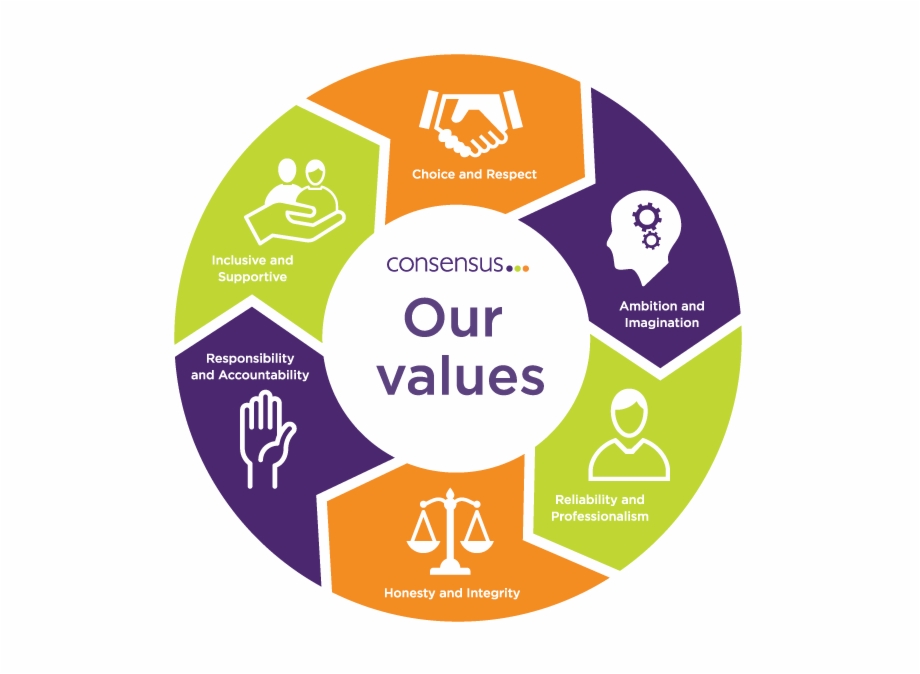 consensus...
Our
values
Choice and Respect
Ambition and
Imagination
Reliability and
Professionalism
Honesty and Integrity
Responsibility
and Accountability
Inclusive and
Supportive